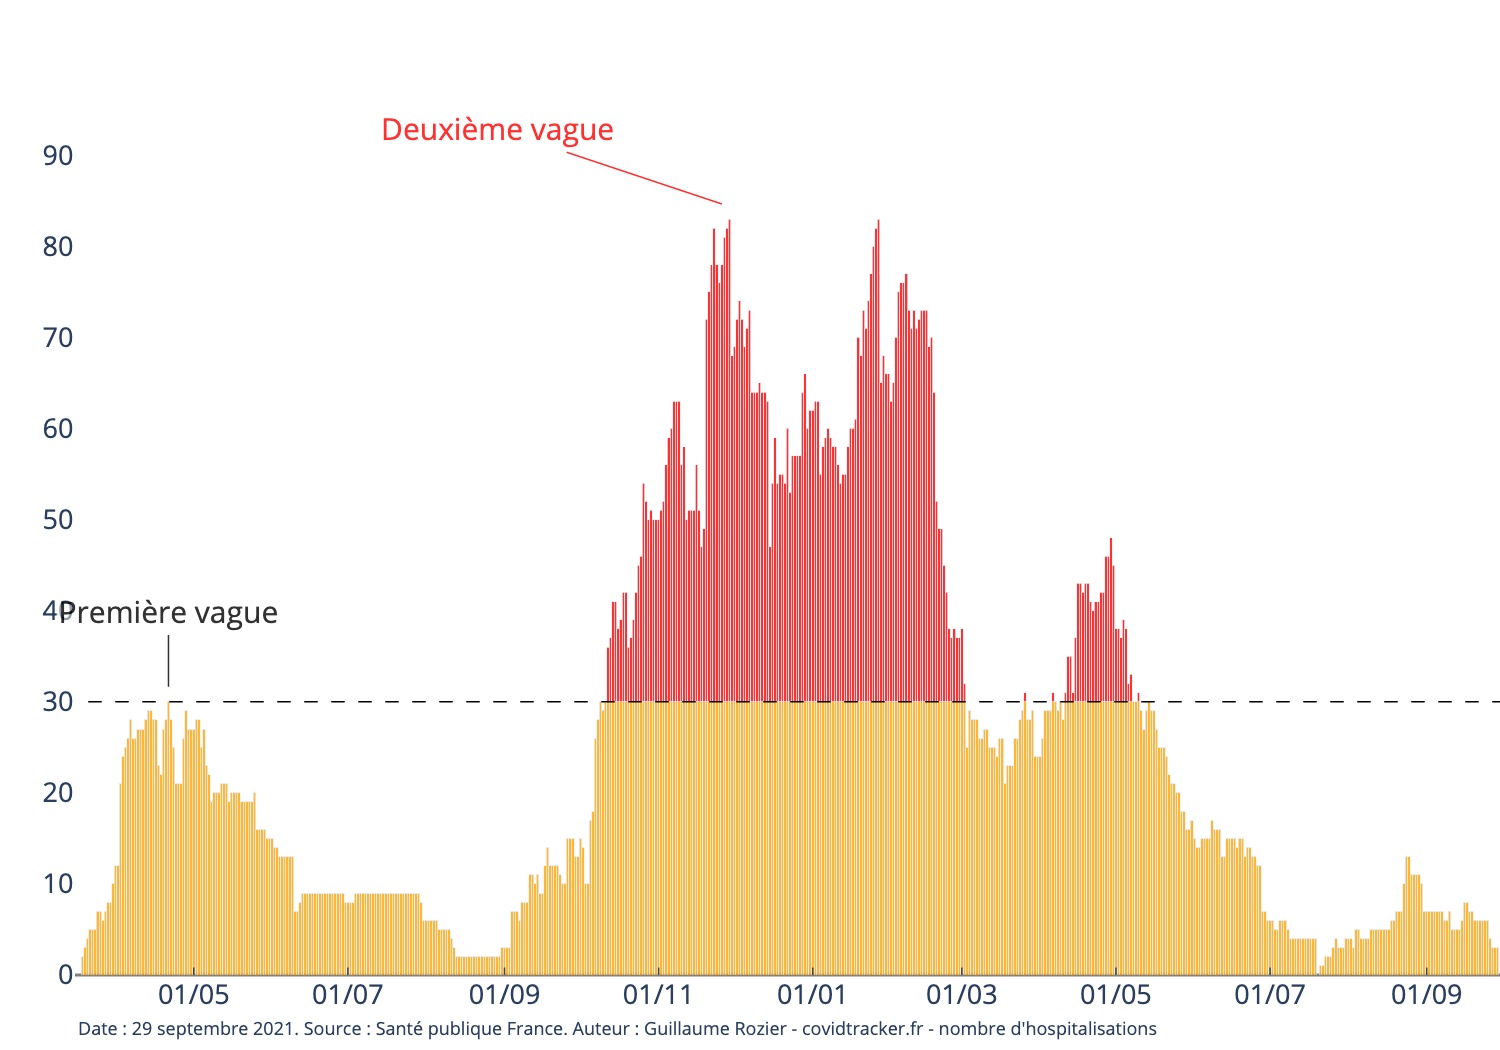 Deuxième vague
90
80
70
60
50
40
Première vague
30
20
10
0
01/05 01/07 01/09 01/11 01/01 01/03 01/05 01/07 01/09
Date : 29 septembre 2021. Source : Santé publique France. Auteur : Guillaume Rozier - covidtracker.fr - nombre d'hospitalisations